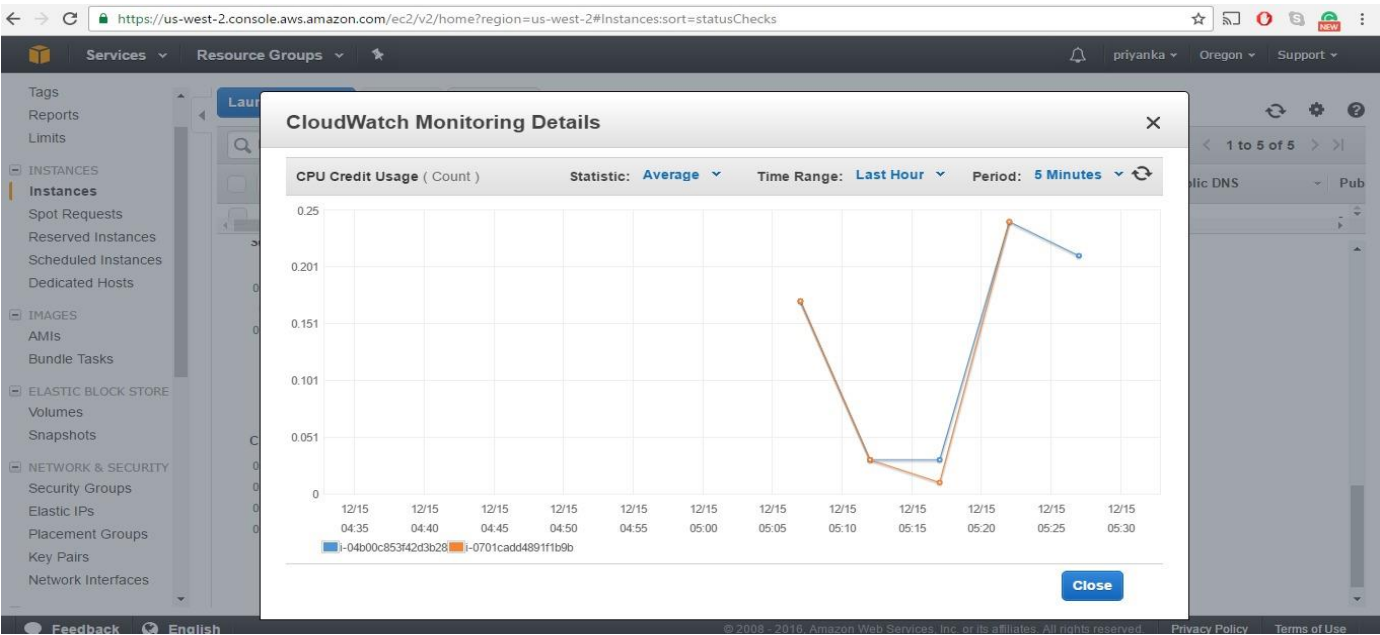 https://us-west-2.console.aws.amazon.com/ec2/v2/home?region=us-west-2#Instances:sort=statusChecks
NEW
Services
Resource Groups
priyanka
Oregon
Support
Tags
Reports
Limits
INSTANCES
Instances
Spot Requests
Reserved Instances
Scheduled Instances
Dedicated Hosts
IMAGES
AMIs
Bundle Tasks
ELASTIC BLOCK STORE
Volumes
Snapshots
NETWORK & SECURITY
Security Groups
Elastic IPs
Placement Groups
Key Pairs
Network Interfaces
Laun
1 to 5 of 5
blic DNS
Pub
CloudWatch Monitoring Details
CPU Credit Usage ( Count )
Statistic: Average
Time Range: Last Hour
Period: 5 Minutes
0.25
0.201
0.151
0.101
0.051
0
12/15 12/15 12/15 12/15 12/15 12/15 12/15 12/15 12/15 12/15 12/15 12/15
04:35 04:40 04:45 04:50 04:55 05:00 05:05 05:10 05:15 05:20 05:25 05:30
i-04b00c853f42d3b28 i-0701cadd4891f1b9b
Close
Feedback
English
© 2008 - 2016, Amazon Web Services, Inc. or its affiliates. All rights reserved.
Privacy Policy
Terms of Use